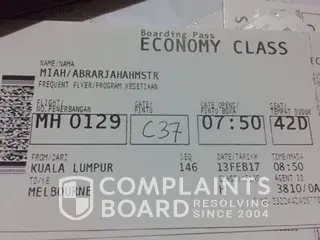 Boarding Pass
ECONOMY CLASS
NAME/NAMA
MIAH/ABRARJAHAHMSTR
FREQUENT FLYER/PROGRAM KESETIAAN
FLIGHT/ GATE/ GATE OPENS/ SEAT/
NO. PENERBANGAN PINTU PINTU BUKA TEMPAT DUDUK
MH 0129 C37 07:50 42D
FROM/DARI SEQ DATE/TARIKH TIME/MASA
KUALA LUMPUR 146 13FEB17 08:50
TO/KE AGENT ID
MELBOURNE 3810/0A
COMPLAINTS
BOARD RESOLVING
SINCE 2004